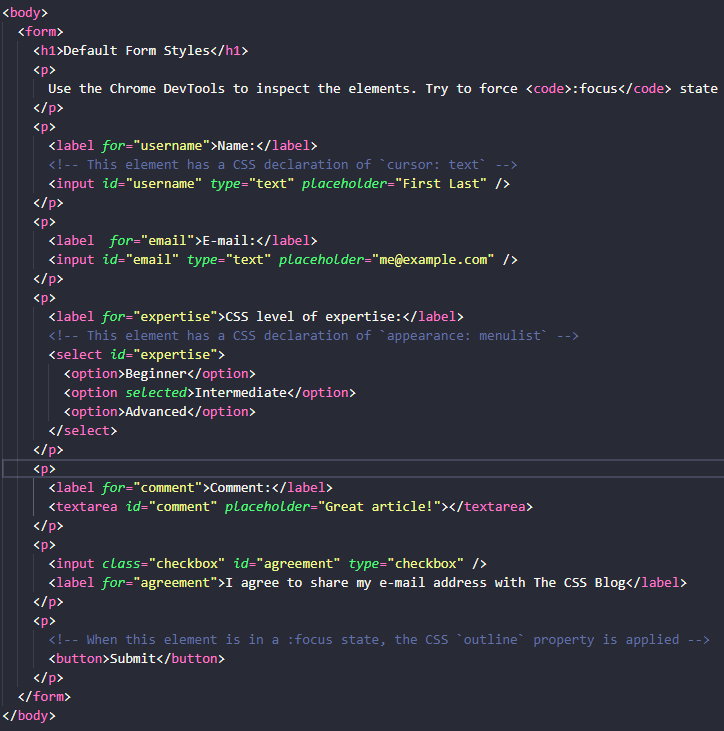 <body>
<form>
<h1>Default Form Styles</h1>
<p>
Use the Chrome DevTools to inspect the elements. Try to force <code>:focus</code> state
</p>
<p>
<label for="username">Name:</label>
<!-- This element has a CSS declaration of `cursor: text` -->
<input id="username" type="text" placeholder="First Last" />
</p>
<p>
<label  for="email">E-mail:</label>
<input id="email" type="text" placeholder="me@example.com" />
</p>
<p>
<label for="expertise">CSS level of expertise:</label>
<!-- This element has a CSS declaration of `appearance: menulist` -->
<select id="expertise">
<option>Beginner</option>
<option selected>Intermediate</option>
<option>Advanced</option>
</select>
</p>
<p>
<label for="comment">Comment:</label>
<textarea id="comment" placeholder="Great article!"></textarea>
</p>
<p>
<input class="checkbox" id="agreement" type="checkbox" />
<label for="agreement">I agree to share my e-mail address with The CSS Blog</label>
</p>
<p>
<!-- When this element is in a :focus state, the CSS `outline` property is applied -->
<button>Submit</button>
</p>
</form>
</body>